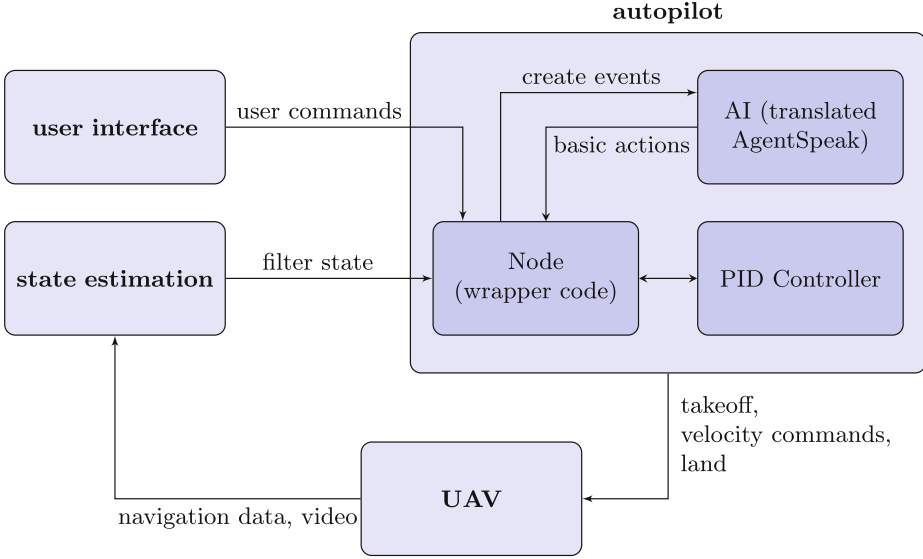 autopilot
create events
user interface
user commands
AI (translated
AgentSpeak)
basic actions
state estimation
filter state
Node
(wrapper code)
PID Controller
takeoff,
velocity commands,
land
UAV
navigation data, video